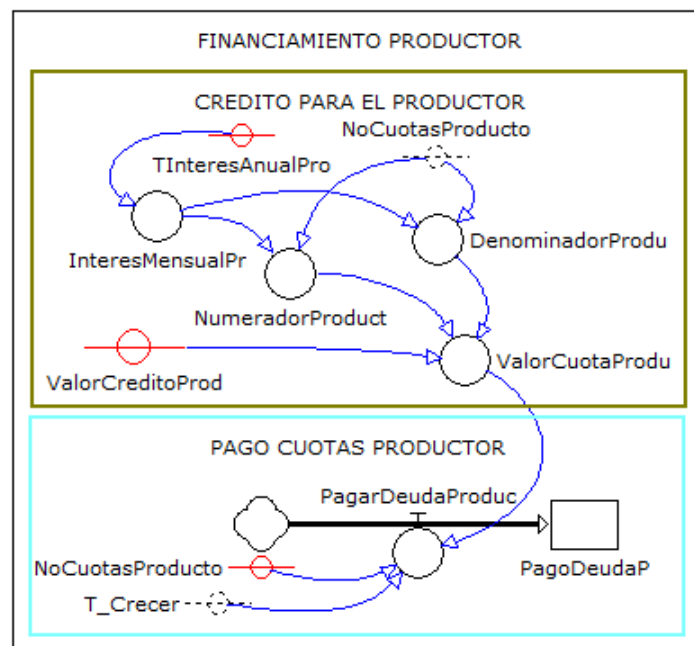 FINANCIAMIENTO PRODUCTOR
CREDITO PARA EL PRODUCTOR
NoCuotasProducto
TInteresAnualPro
DenominadorProdu
InteresMensualPr
NumeradorProduct
ValorCuotaProdu
ValorCreditoProd
PAGO CUOTAS PRODUCTOR
PagarDeudaProduc
NoCuotasProducto
PagoDeudaP
T_Crecer